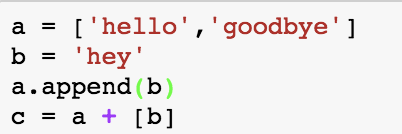 a = ['hello','goodbye']
b = 'hey'
a.append(b)
c = a + [b]